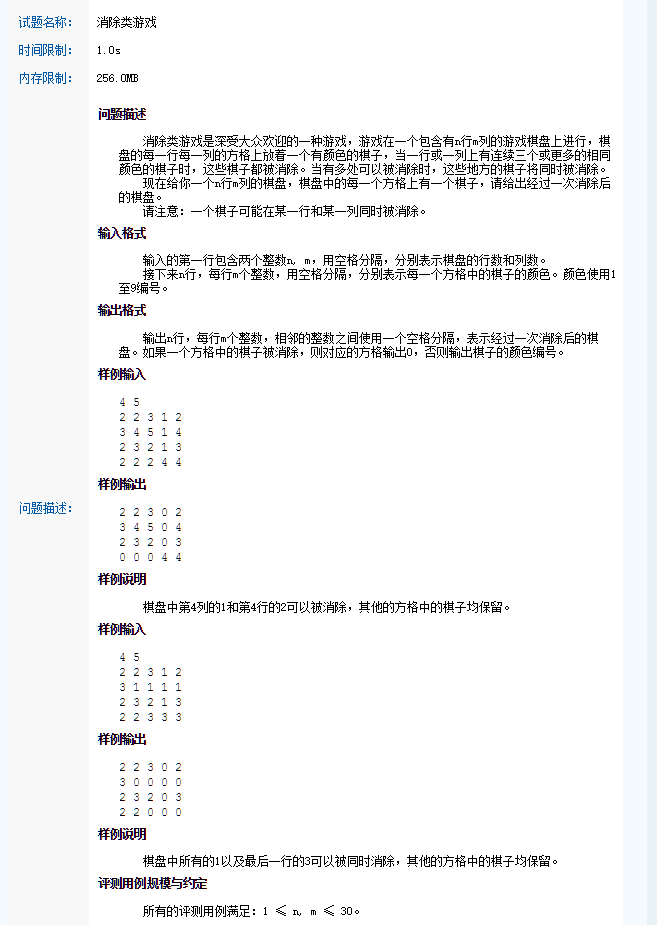 试题名称： 消除类游戏
时间限制： 1.0s
内存限制： 256.0MB
问题描述：
问题描述
消除类游戏是深受大众欢迎的一种游戏，游戏在一个包含有n行m列的游戏棋盘上进行，棋
盘的每一行每一列的方格上放着一个有颜色的棋子，当一行或一列上有连续三个或更多的相同
颜色的棋子时，这些棋子都被消除。当有多处可以被消除时，这些地方的棋子将同时被消除。
现在给你一个n行m列的棋盘，棋盘中的每一个方格上有一个棋子，请给出经过一次消除后
的棋盘。
请注意：一个棋子可能在某一行和某一列同时被消除。
输入格式
输入的第一行包含两个整数n, m，用空格分隔，分别表示棋盘的行数和列数。
接下来n行，每行m个整数，用空格分隔，分别表示每一个方格中的棋子的颜色。颜色使用1
至9编号。
输出格式
输出n行，每行m个整数，相邻的整数之间使用一个空格分隔，表示经过一次消除后的棋
盘。如果一个方格中的棋子被消除，则对应的方格输出0，否则输出棋子的颜色编号。
样例输入
4 5
2 2 3 1 2
3 4 5 1 4
2 3 2 1 3
2 2 2 4 4
样例输出
2 2 3 0 2
3 4 5 0 4
2 3 2 0 3
0 0 0 4 4
样例说明
棋盘中第4列的1和第4行的2可以被消除，其他的方格中的棋子均保留。
样例输入
4 5
2 2 3 1 2
3 1 1 1 1
2 3 2 1 3
2 2 3 3 3
样例输出
2 2 3 0 2
3 0 0 0 0
2 3 2 0 3
2 2 0 0 0
样例说明
棋盘中所有的1以及最后一行的3可以被同时消除，其他的方格中的棋子均保留。
评测用例规模与约定
所有的评测用例满足：1 ≤ n, m ≤ 30。